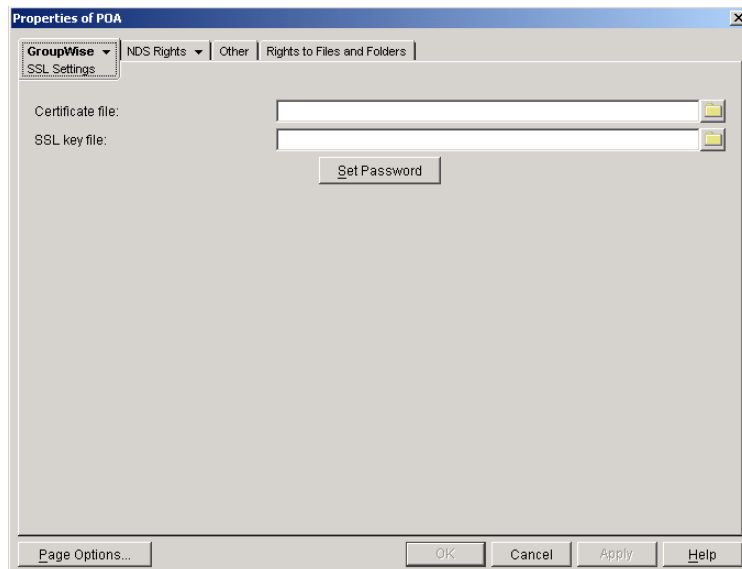 Properties of POA
GroupWise NDS Rights Other Rights to Files and Folders
SSL Settings
Certificate file:
SSL key file:
Set Password
Page Options... OK Cancel Apply Help